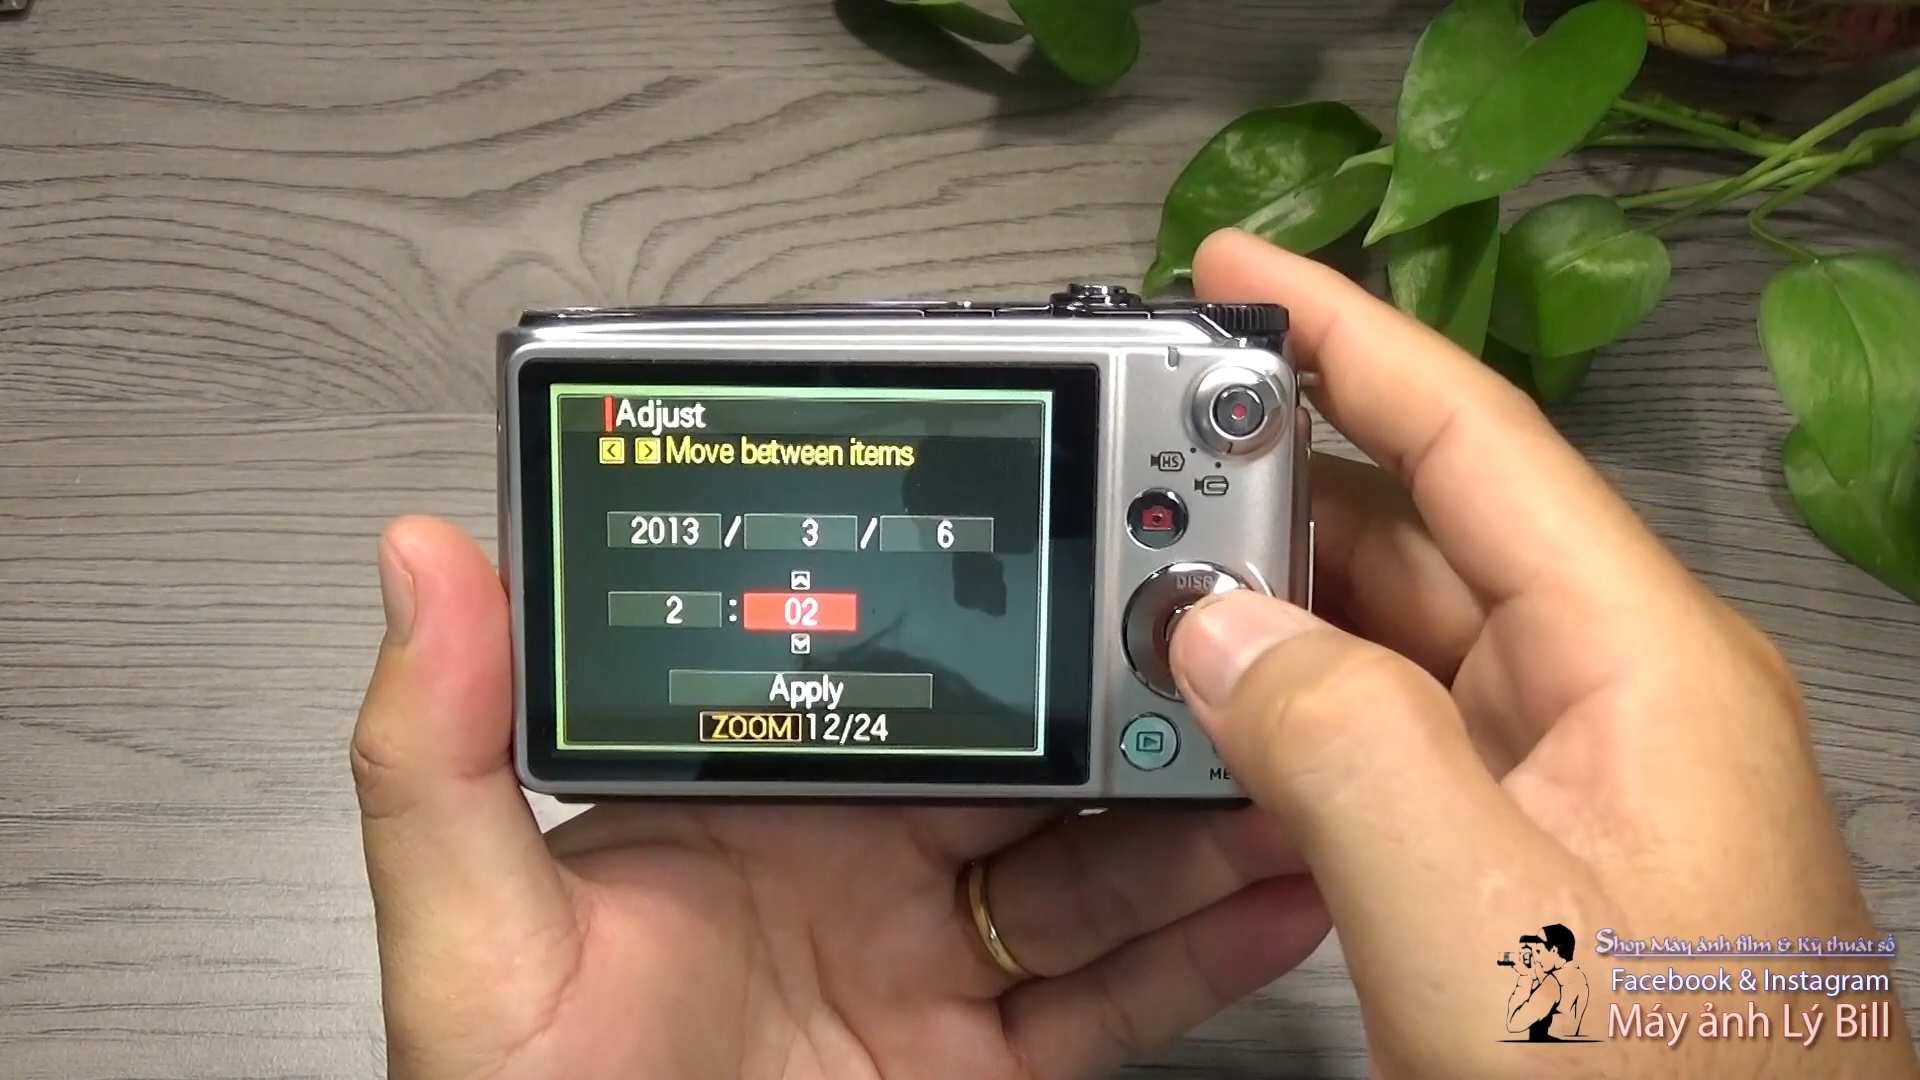 Adjust
Move between items
2013 / 3 / 6
2 : 02
Apply
ZOOM 12/24
HS
DISP
ME
Shop Máy ảnh film & Kỹ thuật số
Facebook & Instagram
Máy ảnh Lý Bill